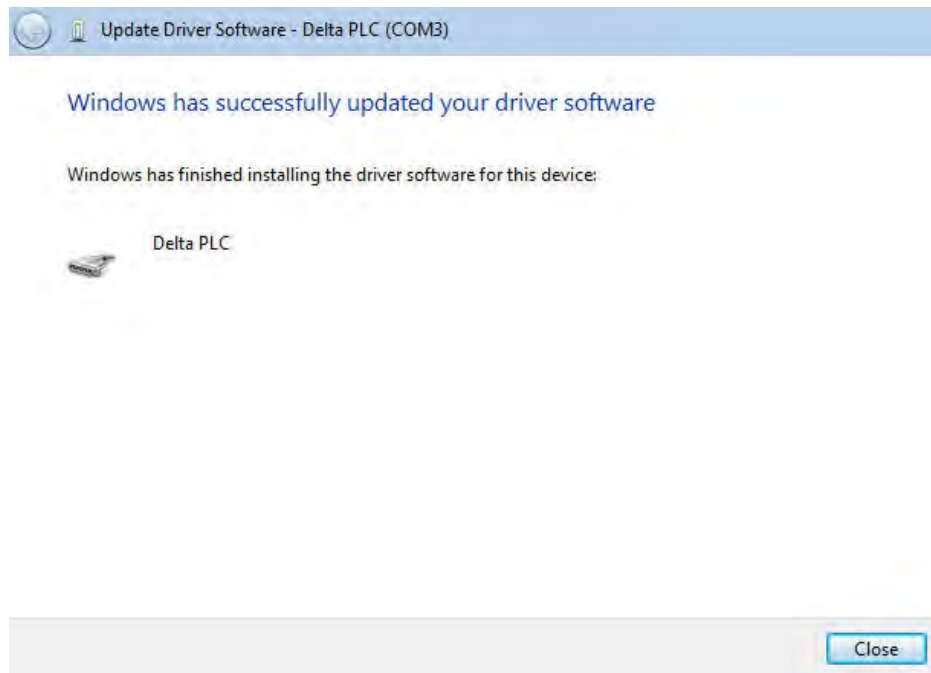 Update Driver Software - Delta PLC (COM3)
Windows has successfully updated your driver software
Windows has finished installing the driver software for this device:
Delta PLC
Close